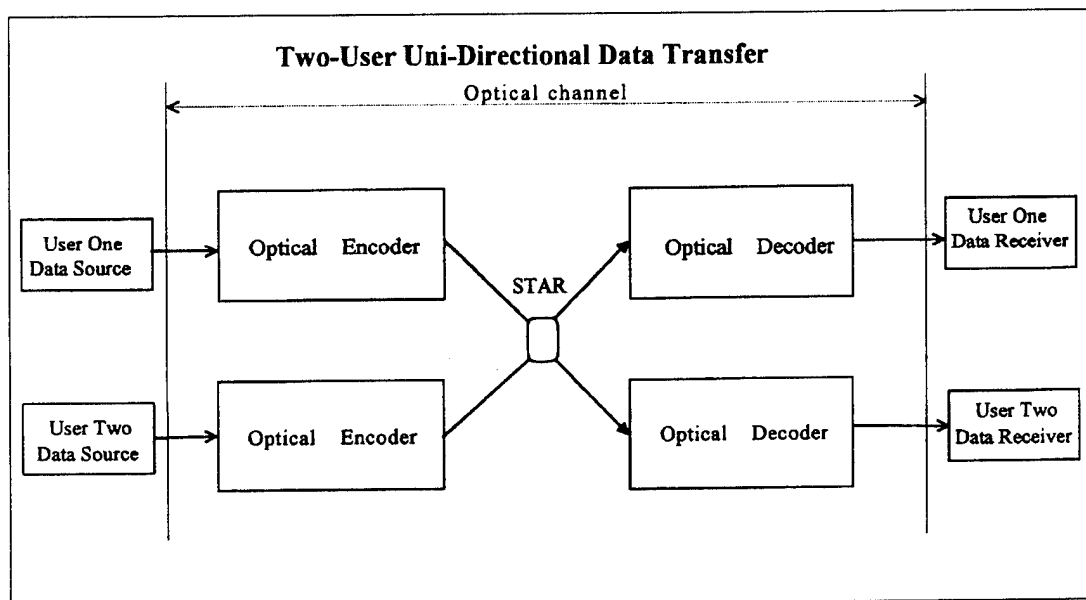 Two-User Uni-Directional Data Transfer
Optical channel
User One
Data Source
Optical Encoder
STAR
Optical Decoder
User One
Data Receiver
User Two
Data Source
Optical Encoder
Optical Decoder
User Two
Data Receiver